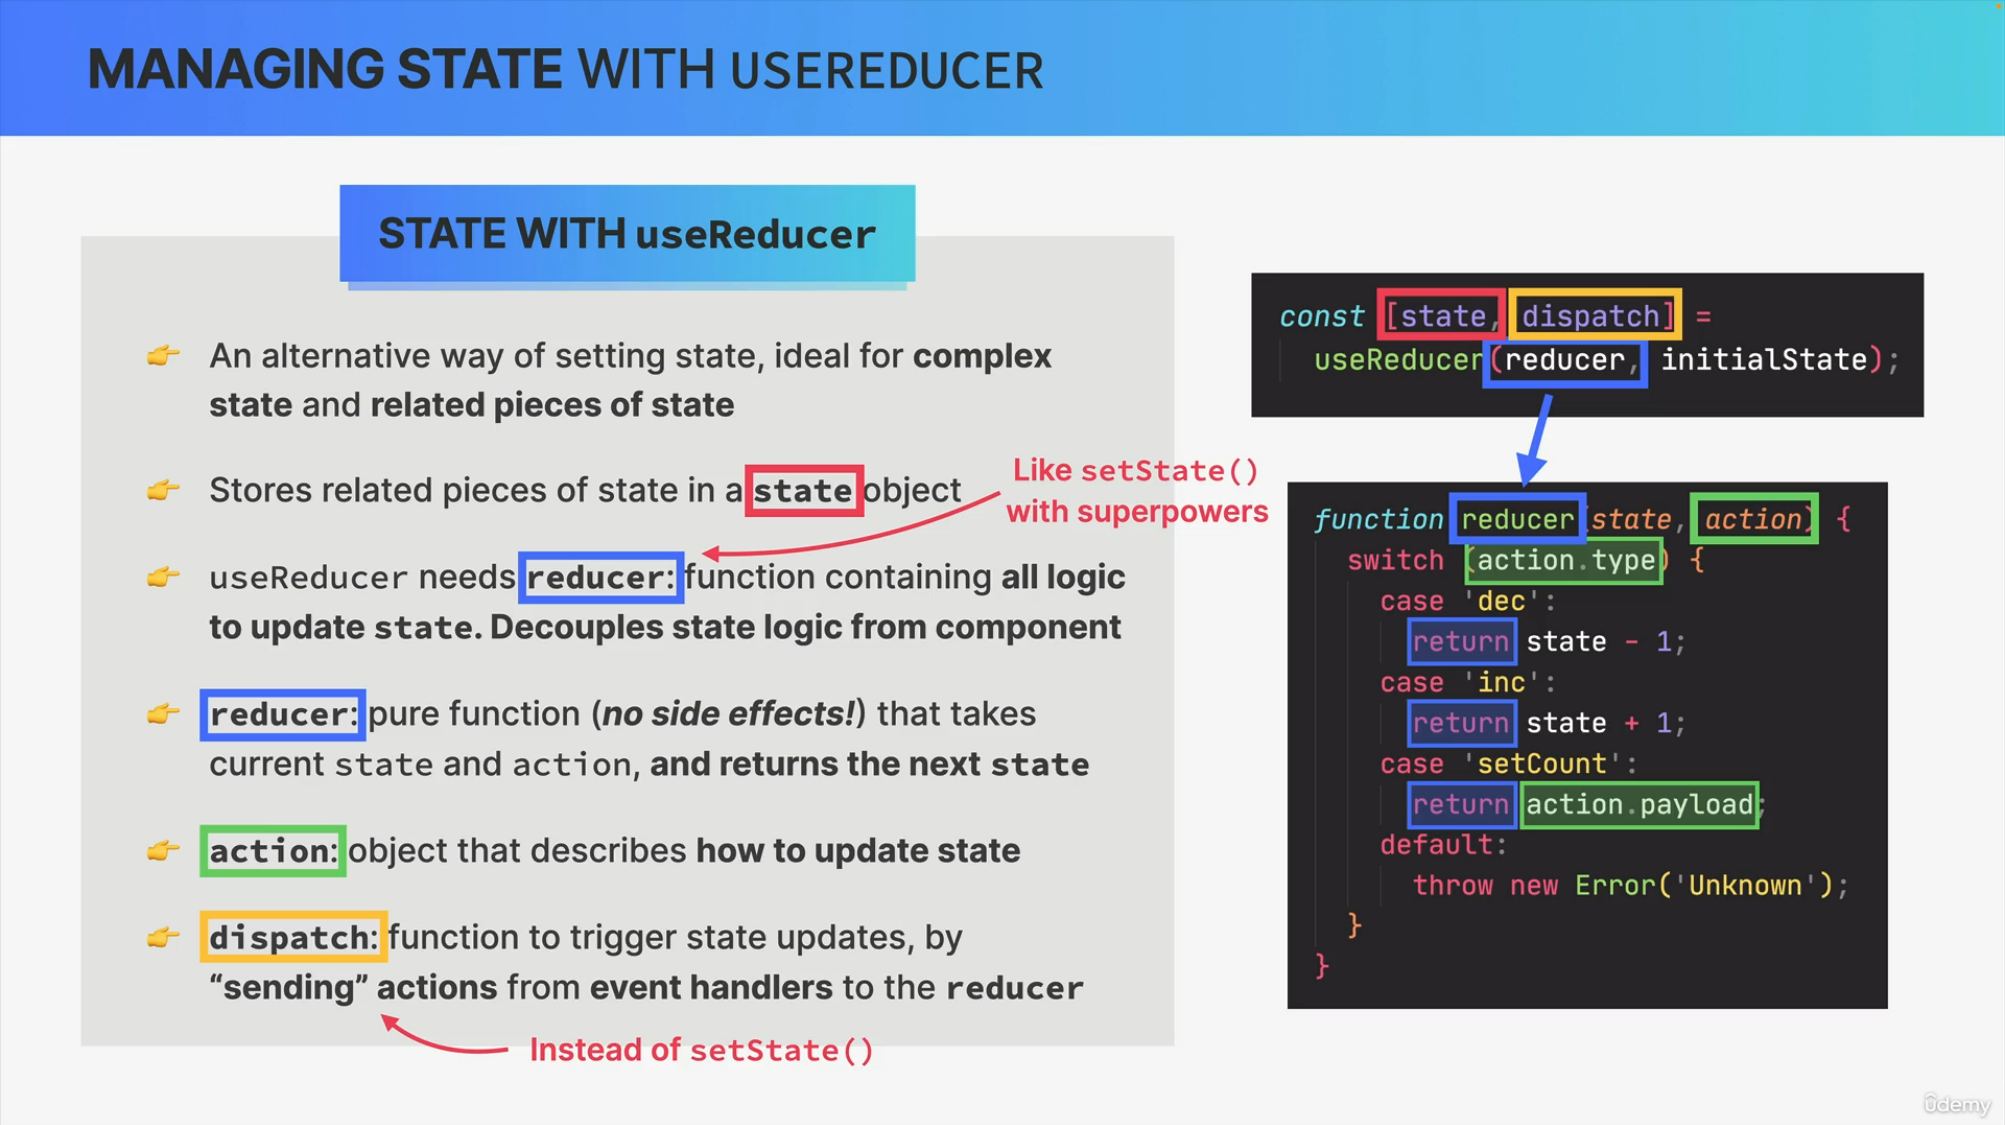 MANAGING STATE WITH USEREDUCER
STATE WITH useReducer
👉 An alternative way of setting state, ideal for complex
state and related pieces of state
👉 Stores related pieces of state in a state object
👉 useReducer needs reducer: function containing all logic
to update state. Decouples state logic from component
👉 reducer: pure function (no side effects!) that takes
current state and action, and returns the next state
👉 action: object that describes how to update state
👉 dispatch: function to trigger state updates, by
“sending” actions from event handlers to the reducer
Like setState()
with superpowers
Instead of setState()
const [state, dispatch] =
useReducer(reducer, initialState);
function reducer(state, action) {
switch (action.type) {
case 'dec':
return state - 1;
case 'inc':
return state + 1;
case 'setCount':
return action.payload;
default:
throw new Error('Unknown');
}
}
ûdemy